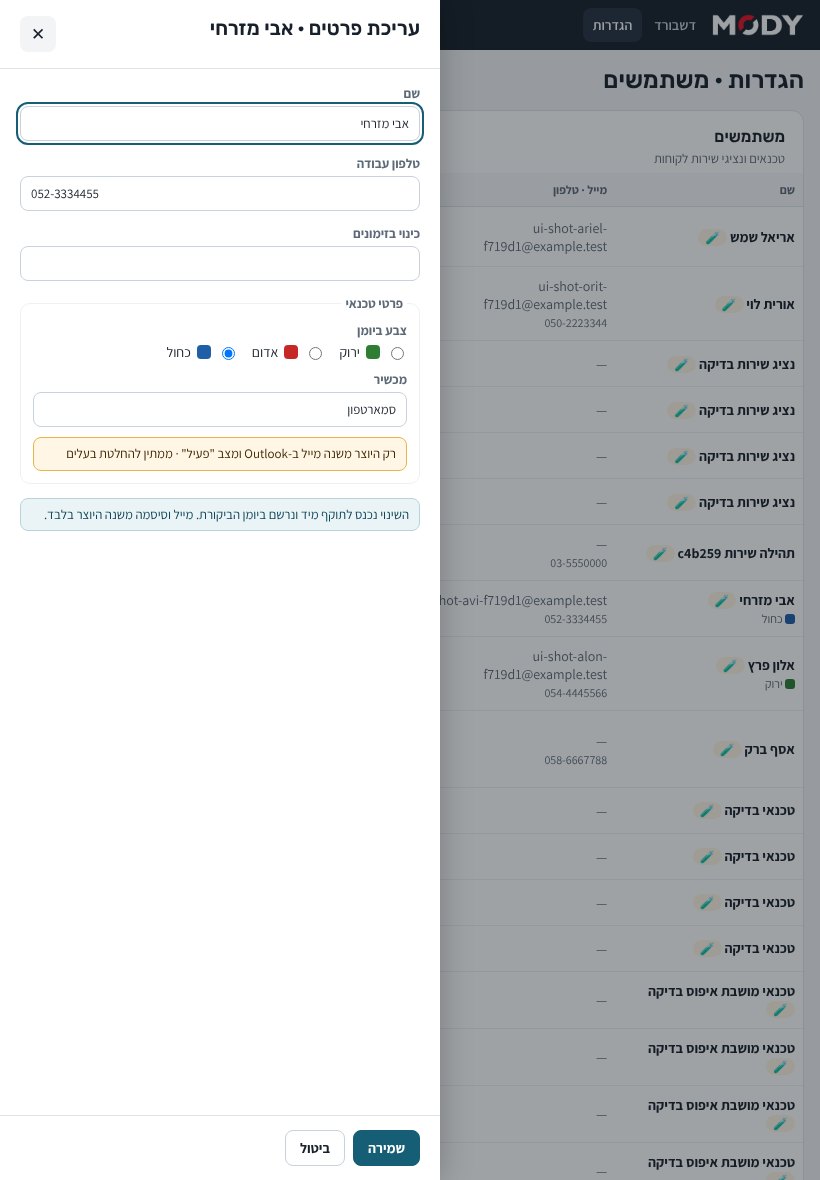 MODY
דשבורד
הגדרות
הגדרות • משתמשים
משתמשים
טכנאים ונציגי שירות לקוחות
שם
מייל · טלפון
אריאל שמש
ui-shot-ariel-
f719d1@example.test
אורית לוי
ui-shot-orit-
f719d1@example.test
050-2223344
נציג שירות בדיקה
—
נציג שירות בדיקה
—
נציג שירות בדיקה
—
נציג שירות בדיקה
—
תהילה שירות c4b259
—
03-5550000
אבי מזרחי
כחול
hot-avi-f719d1@example.test
052-3334455
אלון פרץ
ירוק
ui-shot-alon-
f719d1@example.test
054-4445566
אסף ברק
—
058-6667788
טכנאי בדיקה
—
טכנאי בדיקה
—
טכנאי בדיקה
—
טכנאי בדיקה
—
טכנאי מושבת איפוס בדיקה
—
טכנאי מושבת איפוס בדיקה
—
טכנאי מושבת איפוס בדיקה
—
טכנאי מושבת איפוס בדיקה
—
עריכת פרטים • אבי מזרחי
✕
שם
אבי מזרחי
טלפון עבודה
052-3334455
כינוי בזימונים
פרטי טכנאי
צבע ביומן
ירוק
אדום
כחול
מכשיר
סמארטפון
רק היוצר משנה מייל ב-Outlook ומצב "פעיל" · ממתין להחלטת בעלים
השינוי נכנס לתוקף מיד ונרשם ביומן הביקורת. מייל וסיסמה משנה היוצר בלבד.
שמירה
ביטול